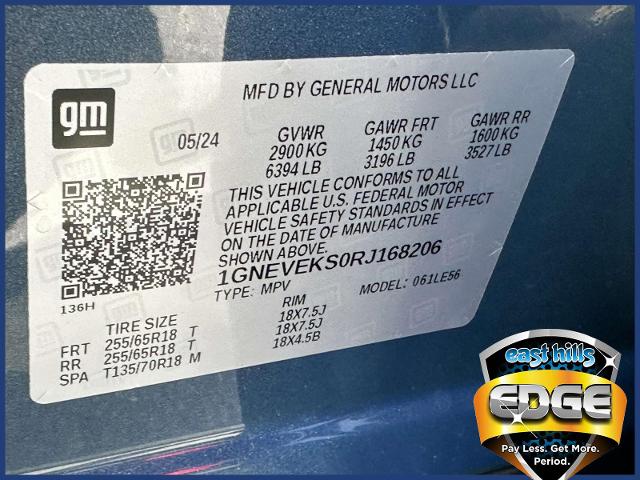 gm
MFD BY GENERAL MOTORS LLC
05/24 GVWR GAWR FRT GAWR RR
2900 KG 1450 KG 1600 KG
6394 LB 3196 LB 3527 LB
THIS VEHICLE CONFORMS TO ALL
APPLICABLE U.S. FEDERAL MOTOR
VEHICLE SAFETY STANDARDS IN EFFECT
ON THE DATE OF MANUFACTURE
SHOWN ABOVE.
1GNEVEKS0RJ168206
TYPE: MPV MODEL: 061LE56
136H
TIRE SIZE RIM
FRT 255/65R18 T 18X7.5J
RR 255/65R18 T 18X7.5J
SPA T135/70R18 M 18X4.5B
east hills
EDGE
Pay Less. Get More.
Period.